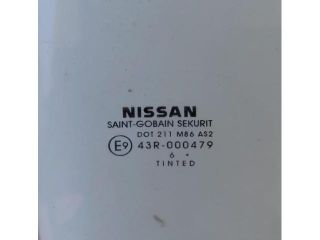 NISSAN
SAINT-GOBAIN SEKURIT
DOT 211 M86 AS2
E9 43R-000479
6 •
TINTED